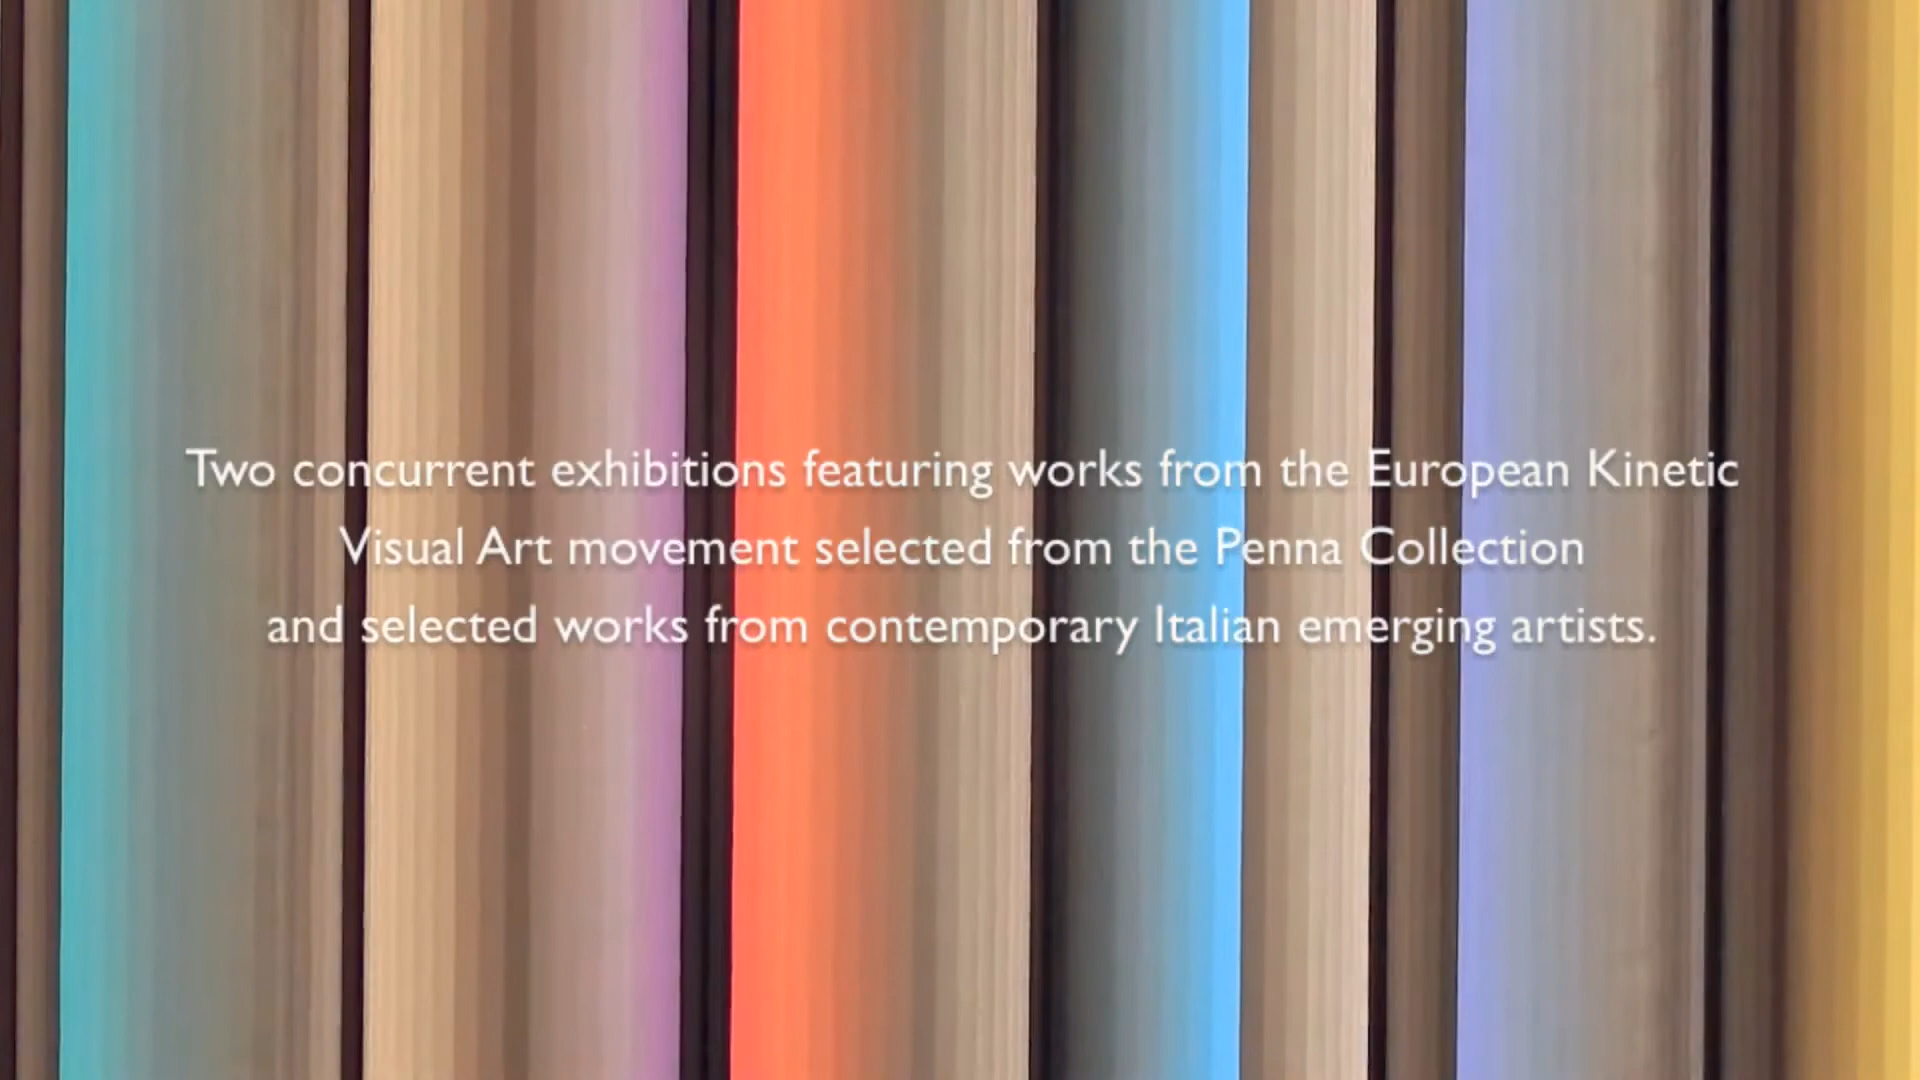 Two concurrent exhibitions featuring works from the European Kinetic
Visual Art movement selected from the Penna Collection
and selected works from contemporary Italian emerging artists.